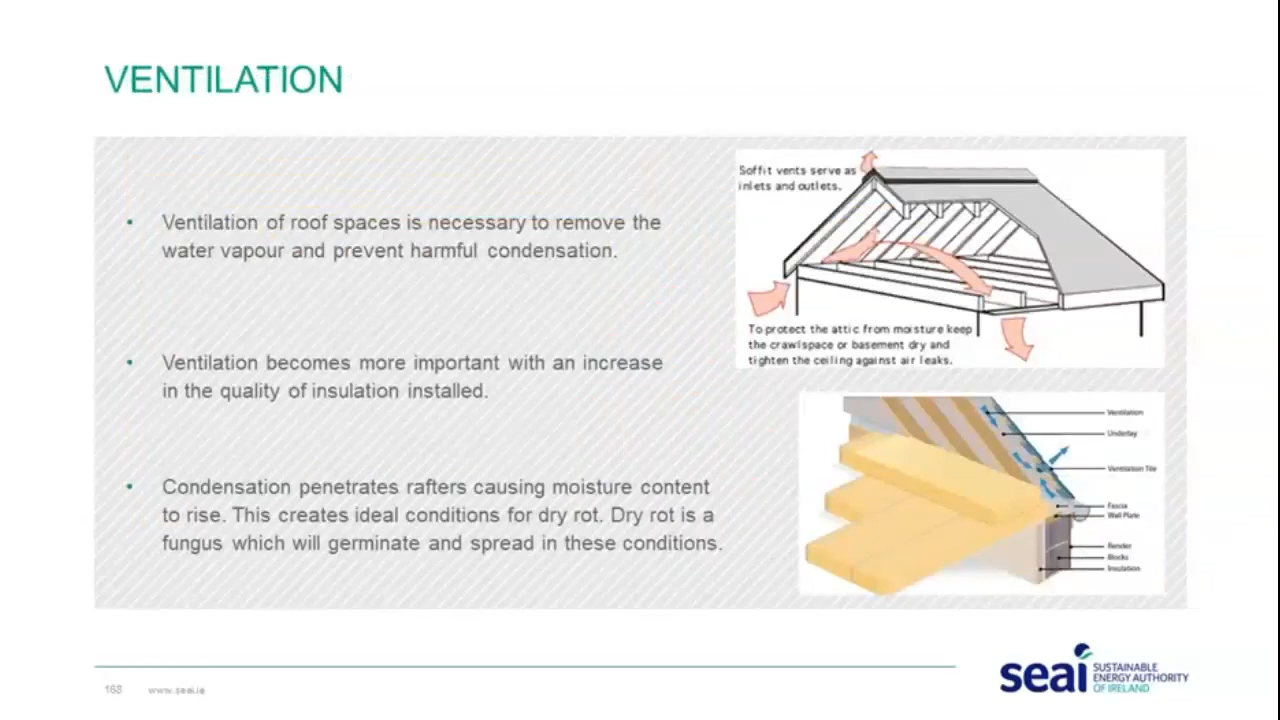 VENTILATION
Soffit vents serve as
inlets and outlets.
• Ventilation of roof spaces is necessary to remove the
water vapour and prevent harmful condensation.
To protect the attic from moisture keep
the crawlspace or basement dry and
tighten the ceiling against air leaks.
• Ventilation becomes more important with an increase
in the quality of insulation installed.
Ventilation
Underlay
Ventilation Tile
Fascia
Wall Plate
Render
Blocks
Insulation
• Condensation penetrates rafters causing moisture content
to rise. This creates ideal conditions for dry rot. Dry rot is a
fungus which will germinate and spread in these conditions.
168 www.seai.ie
seai
SUSTAINABLE
ENERGY AUTHORITY
OF IRELAND